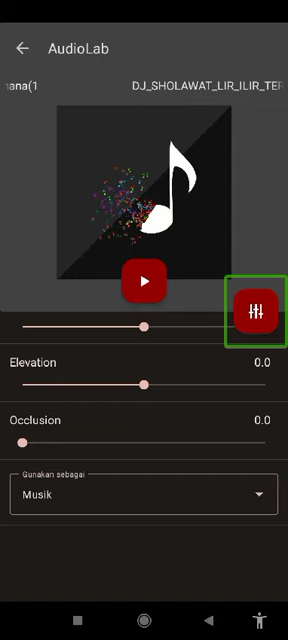 AudioLab
nana(1 DJ_SHOLAWAT_LIR_ILIR_TER
Elevation 0.0
Occlusion 0.0
Gunakan sebagai
Musik